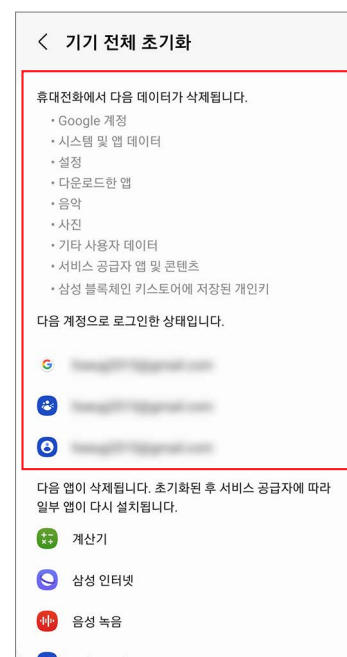 기기 전체 초기화
휴대전화에서 다음 데이터가 삭제됩니다.
• Google 계정
• 시스템 및 앱 데이터
• 설정
• 다운로드한 앱
• 음악
• 사진
• 기타 사용자 데이터
• 서비스 공급자 앱 및 콘텐츠
• 삼성 블록체인 키스토어에 저장된 개인키
다음 계정으로 로그인한 상태입니다.
다음 앱이 삭제됩니다. 초기화된 후 서비스 공급자에 따라
일부 앱이 다시 설치됩니다.
계산기
삼성 인터넷
음성 녹음